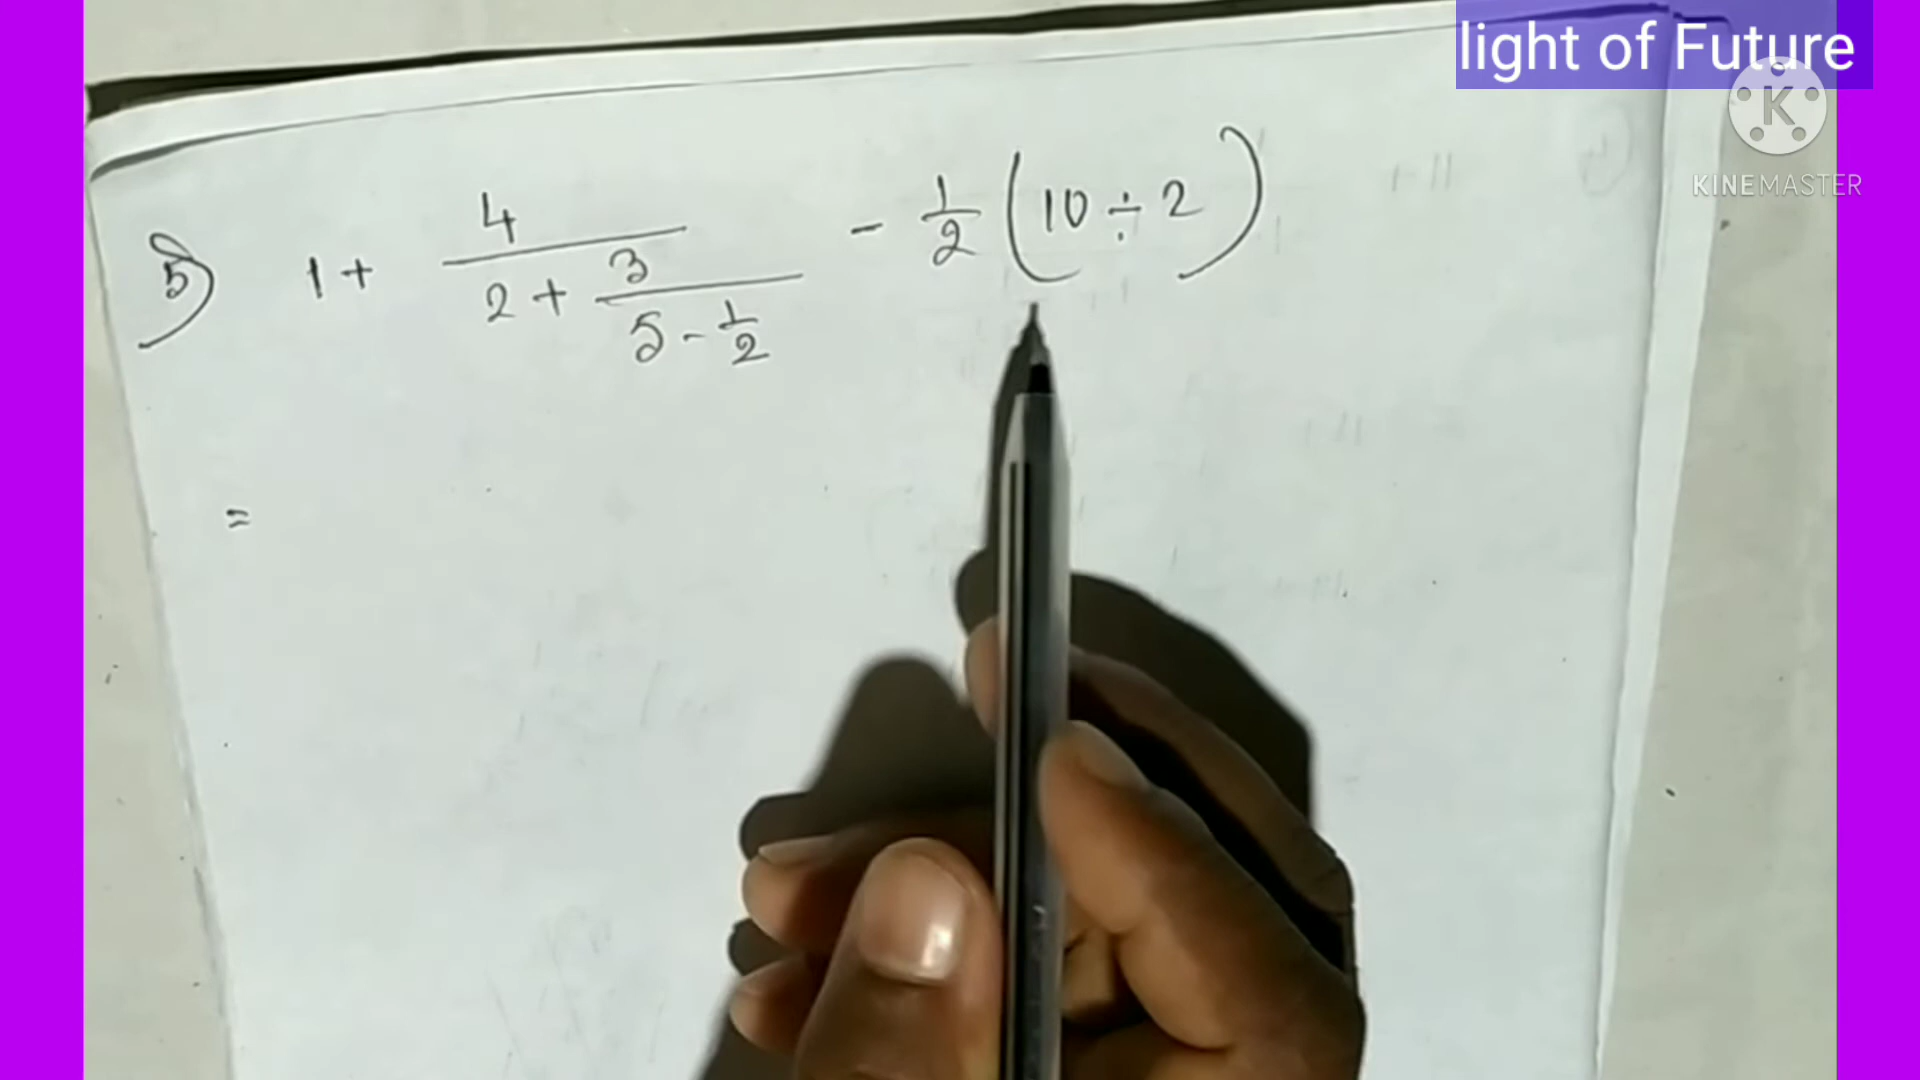 light of Future
KINEMASTER
5) 1 + 4/(2 + 3/(5 - 1/2)) - 1/2 (10 ÷ 2)
=